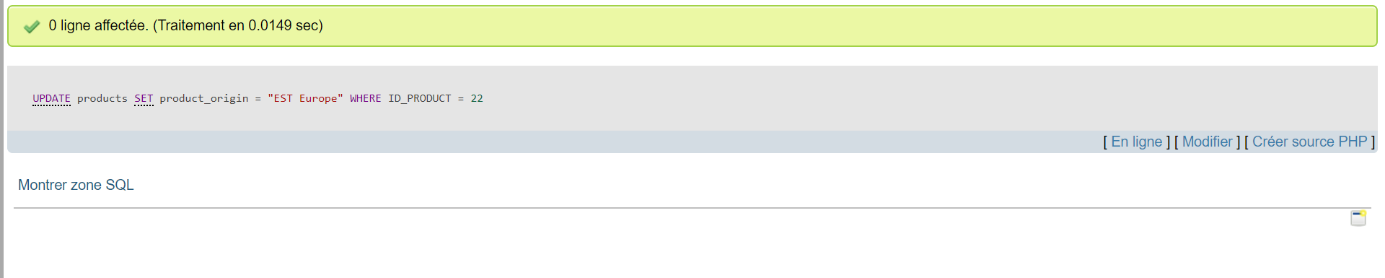 0 ligne affectée. (Traitement en 0.0149 sec)
UPDATE products SET product_origin = "EST Europe" WHERE ID_PRODUCT = 22
[ En ligne ] [ Modifier ] [ Créer source PHP ]
Montrer zone SQL